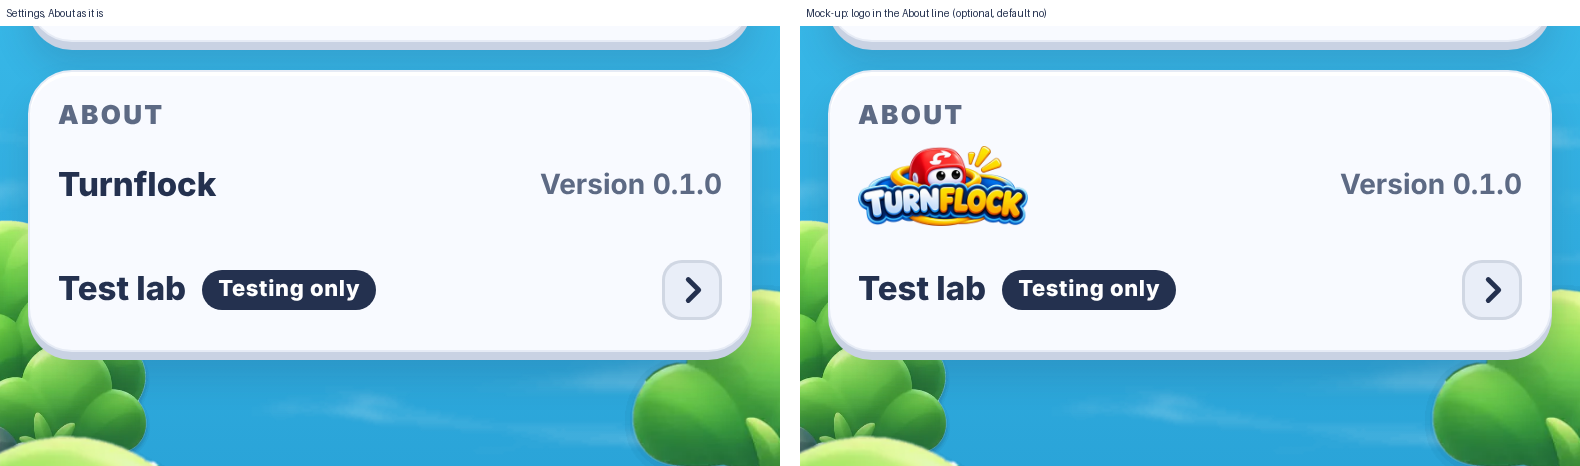 Settings, About as it is
ABOUT
Turnflock Version 0.1.0
Test lab Testing only
Mock-up: logo in the About line (optional, default no)
ABOUT
TURNFLOCK Version 0.1.0
Test lab Testing only